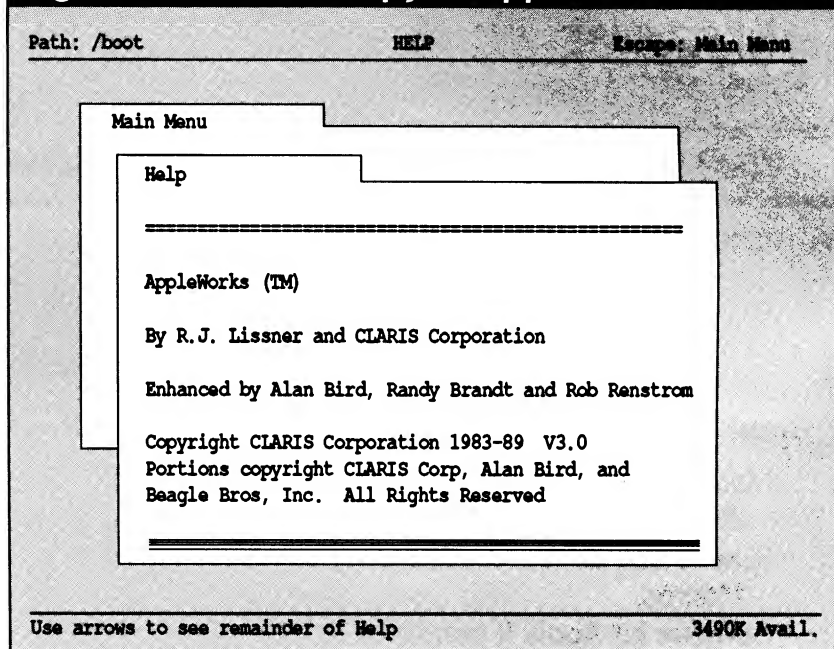 Path: /boot HELP Escape: Main Menu
Main Menu
Help
AppleWorks (TM)
By R.J. Lissner and CLARIS Corporation
Enhanced by Alan Bird, Randy Brandt and Rob Renstrom
Copyright CLARIS Corporation 1983-89 V3.0
Portions copyright CLARIS Corp, Alan Bird, and
Beagle Bros, Inc. All Rights Reserved
Use arrows to see remainder of Help 3490K Avail.